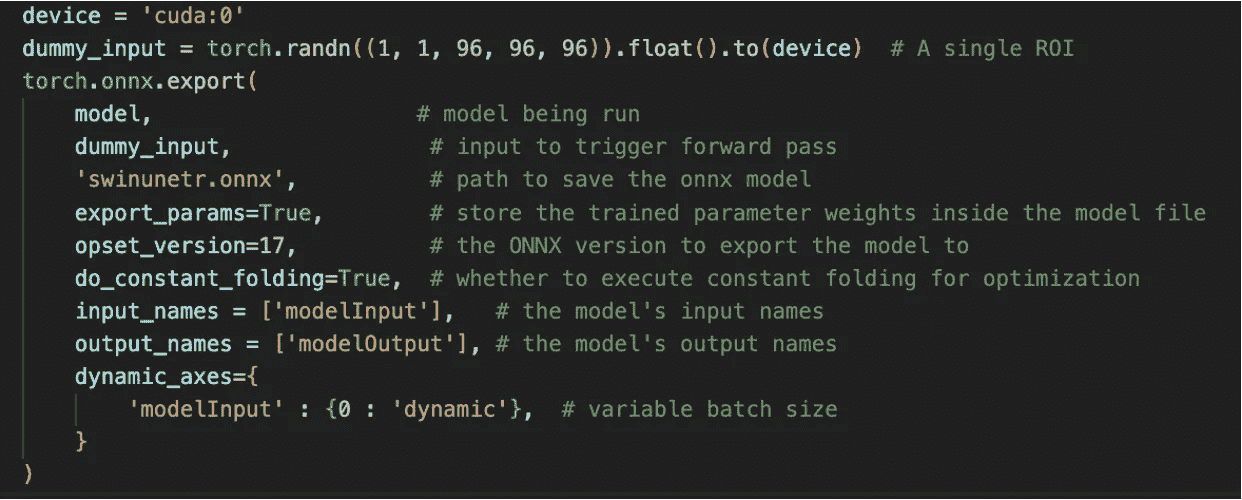 device = 'cuda:0'
dummy_input = torch.randn((1, 1, 96, 96, 96)).float().to(device)  # A single ROI
torch.onnx.export(
    model,                    # model being run
    dummy_input,               # input to trigger forward pass
    'swinunetr.onnx',          # path to save the onnx model
    export_params=True,        # store the trained parameter weights inside the model file
    opset_version=17,          # the ONNX version to export the model to
    do_constant_folding=True,  # whether to execute constant folding for optimization
    input_names = ['modelInput'],   # the model's input names
    output_names = ['modelOutput'], # the model's output names
    dynamic_axes={
        'modelInput' : {0 : 'dynamic'},  # variable batch size
    }
)